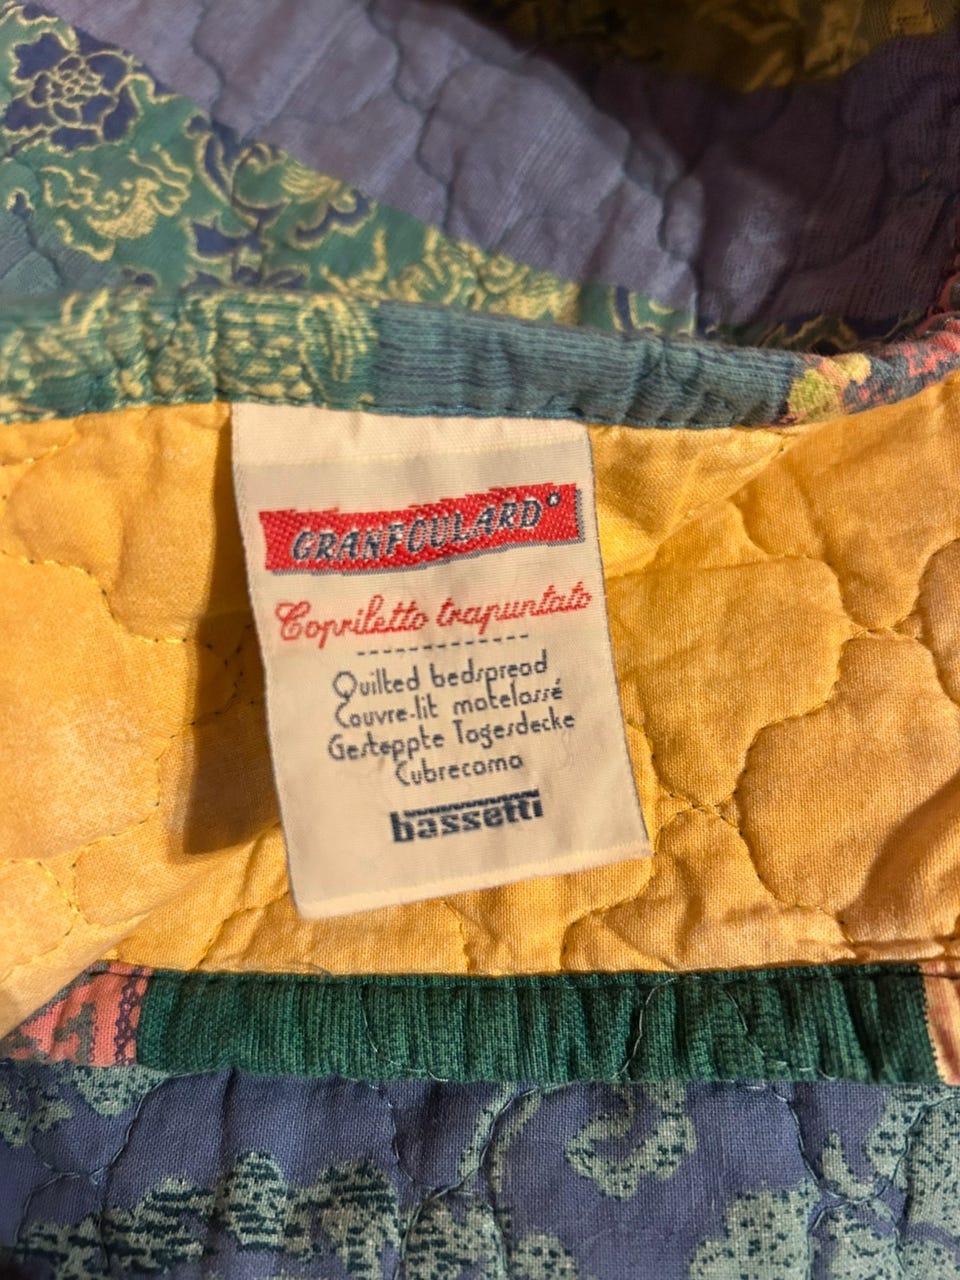 GRANFOULARD®
Copriletto trapuntato
Quilted bedspread
Couvre-lit matelassé
Gesteppte Tagesdecke
Cubrecama
bassetti